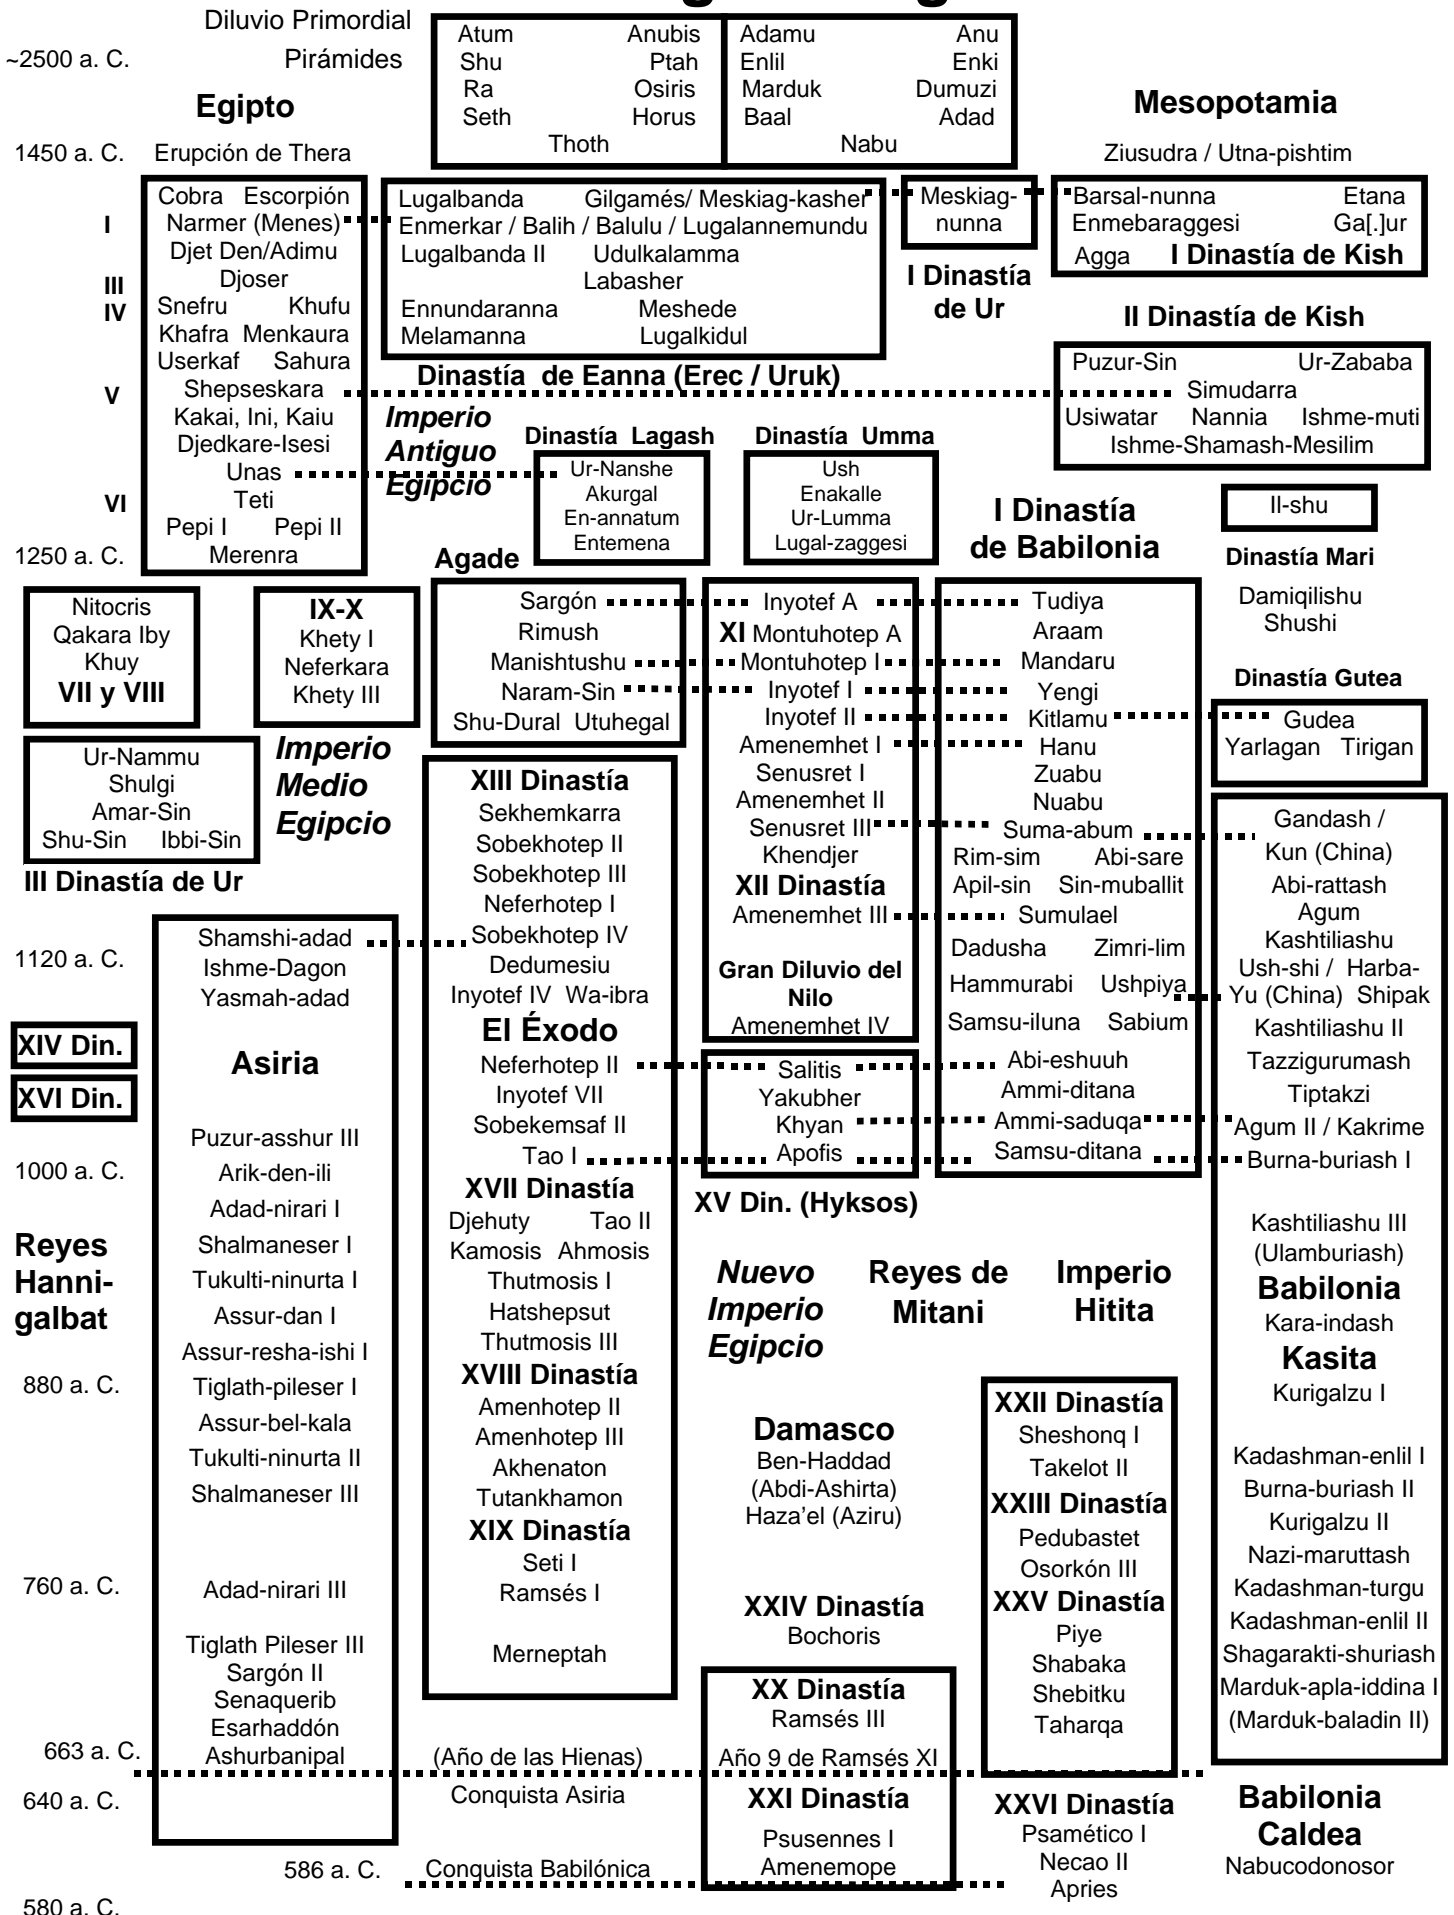 Diluvio Primordial
~2500 a. C. Pirámides
Atum Anubis
Shu Ptah
Ra Osiris
Seth Horus
Thoth
Adamu Anu
Enlil Enki
Marduk Dumuzi
Baal Adad
Nabu
Egipto
Mesopotamia
1450 a. C. Erupción de Thera
Ziusudra / Utna-pishtim
Cobra Escorpión
I Narmer (Menes)
Djet Den/Adimu
III Djoser
IV Snefru Khufu
Khafra Menkaura
Userkaf Sahura
V Shepseskara
Kakai, Ini, Kaiu
Djedkare-Isesi
Unas
VI Teti
Pepi I Pepi II
1250 a. C. Merenra
Lugalbanda Gilgamés/ Meskiag-kasher
Enmerkar / Balih / Balulu / Lugalannemundu
Lugalbanda II Udulkalamma
Labasher
Ennundaranna Meshede
Melamanna Lugalkidul
Dinastía de Eanna (Erec / Uruk)
Meskiag-
nunna
I Dinastía
de Ur
Barsal-nunna Etana
Enmebaraggesi Ga[.]ur
Agga I Dinastía de Kish
II Dinastía de Kish
Puzur-Sin Ur-Zababa
Simudarra
Usiwatar Nannia Ishme-muti
Ishme-Shamash-Mesilim
Imperio
Antiguo
Egipcio
Dinastía Lagash
Ur-Nanshe
Akurgal
En-annatum
Entemena
Dinastía Umma
Ush
Enakalle
Ur-Lumma
Lugal-zaggesi
I Dinastía
de Babilonia
Il-shu
Dinastía Mari
Damiqilishu
Shushi
Dinastía Gutea
Gudea
Yarlagan Tirigan
Nitocris
Qakara Iby
Khuy
VII y VIII
IX-X
Khety I
Neferkara
Khety III
Agade
Sargón
Rimush
Manishtushu
Naram-Sin
Shu-Dural Utuhegal
Inyotef A
XI Montuhotep A
Montuhotep I
Inyotef I
Inyotef II
Amenemhet I
Senusret I
Amenemhet II
Senusret III
Khendjer
XII Dinastía
Amenemhet III
Gran Diluvio del
Nilo
Amenemhet IV
Tudiya
Araam
Mandaru
Yengi
Kitlamu
Hanu
Zuabu
Nuabu
Suma-abum
Rim-sim Abi-sare
Apil-sin Sin-muballit
Sumulael
Dadusha Zimri-lim
Hammurabi Ushpiya
Samsu-iluna Sabium
Abi-eshuuh
Ammi-ditana
Ammi-saduqa
Samsu-ditana
Ur-Nammu
Shulgi
Amar-Sin
Shu-Sin Ibbi-Sin
III Dinastía de Ur
Imperio
Medio
Egipcio
XIII Dinastía
Sekhemkarra
Sobekhotep II
Sobekhotep III
Neferhotep I
Sobekhotep IV
Dedumesiu
Inyotef IV Wa-ibra
El Éxodo
Neferhotep II
Inyotef VII
Sobekemsaf II
Tao I
XVII Dinastía
Djehuty Tao II
Kamosis Ahmosis
Thutmosis I
Hatshepsut
Thutmosis III
XVIII Dinastía
Amenhotep II
Amenhotep III
Akhenaton
Tutankhamon
XIX Dinastía
Seti I
Ramsés I
Merneptah
Salitis
Yakubher
Khyan
Apofis
XV Din. (Hyksos)
Gandash /
Kun (China)
Abi-rattash
Agum
Kashtiliashu
Ush-shi / Harba-
Yu (China) Shipak
Kashtiliashu II
Tazzigurumash
Tiptakzi
Agum II / Kakrime
Burna-buriash I
Kashtiliashu III
(Ulamburiash)
Babilonia
Kara-indash
Kasita
Kurigalzu I
Kadashman-enlil I
Burna-buriash II
Kurigalzu II
Nazi-maruttash
Kadashman-turgu
Kadashman-enlil II
Shagarakti-shuriash
Marduk-apla-iddina I
(Marduk-baladin II)
1120 a. C.
XIV Din.
XVI Din.
1000 a. C.
Reyes
Hanni-
galbat
880 a. C.
760 a. C.
663 a. C.
640 a. C.
Shamshi-adad
Ishme-Dagon
Yasmah-adad
Asiria
Puzur-asshur III
Arik-den-ili
Adad-nirari I
Shalmaneser I
Tukulti-ninurta I
Assur-dan I
Assur-resha-ishi I
Tiglath-pileser I
Assur-bel-kala
Tukulti-ninurta II
Shalmaneser III
Adad-nirari III
Tiglath Pileser III
Sargón II
Senaquerib
Esarhaddón
Ashurbanipal
Nuevo
Imperio
Egipcio
Reyes de
Mitani
Imperio
Hitita
Damasco
Ben-Haddad
(Abdi-Ashirta)
Haza’el (Aziru)
XXII Dinastía
Sheshonq I
Takelot II
XXIII Dinastía
Pedubastet
Osorkón III
XXV Dinastía
Piye
Shabaka
Shebitku
Taharqa
XXIV Dinastía
Bochoris
XX Dinastía
Ramsés III
(Año de las Hienas) Año 9 de Ramsés XI
Conquista Asiria
XXI Dinastía
Psusennes I
Amenemope
XXVI Dinastía
Psamético I
Necao II
Apries
Babilonia
Caldea
Nabucodonosor
586 a. C. Conquista Babilónica
580 a. C.